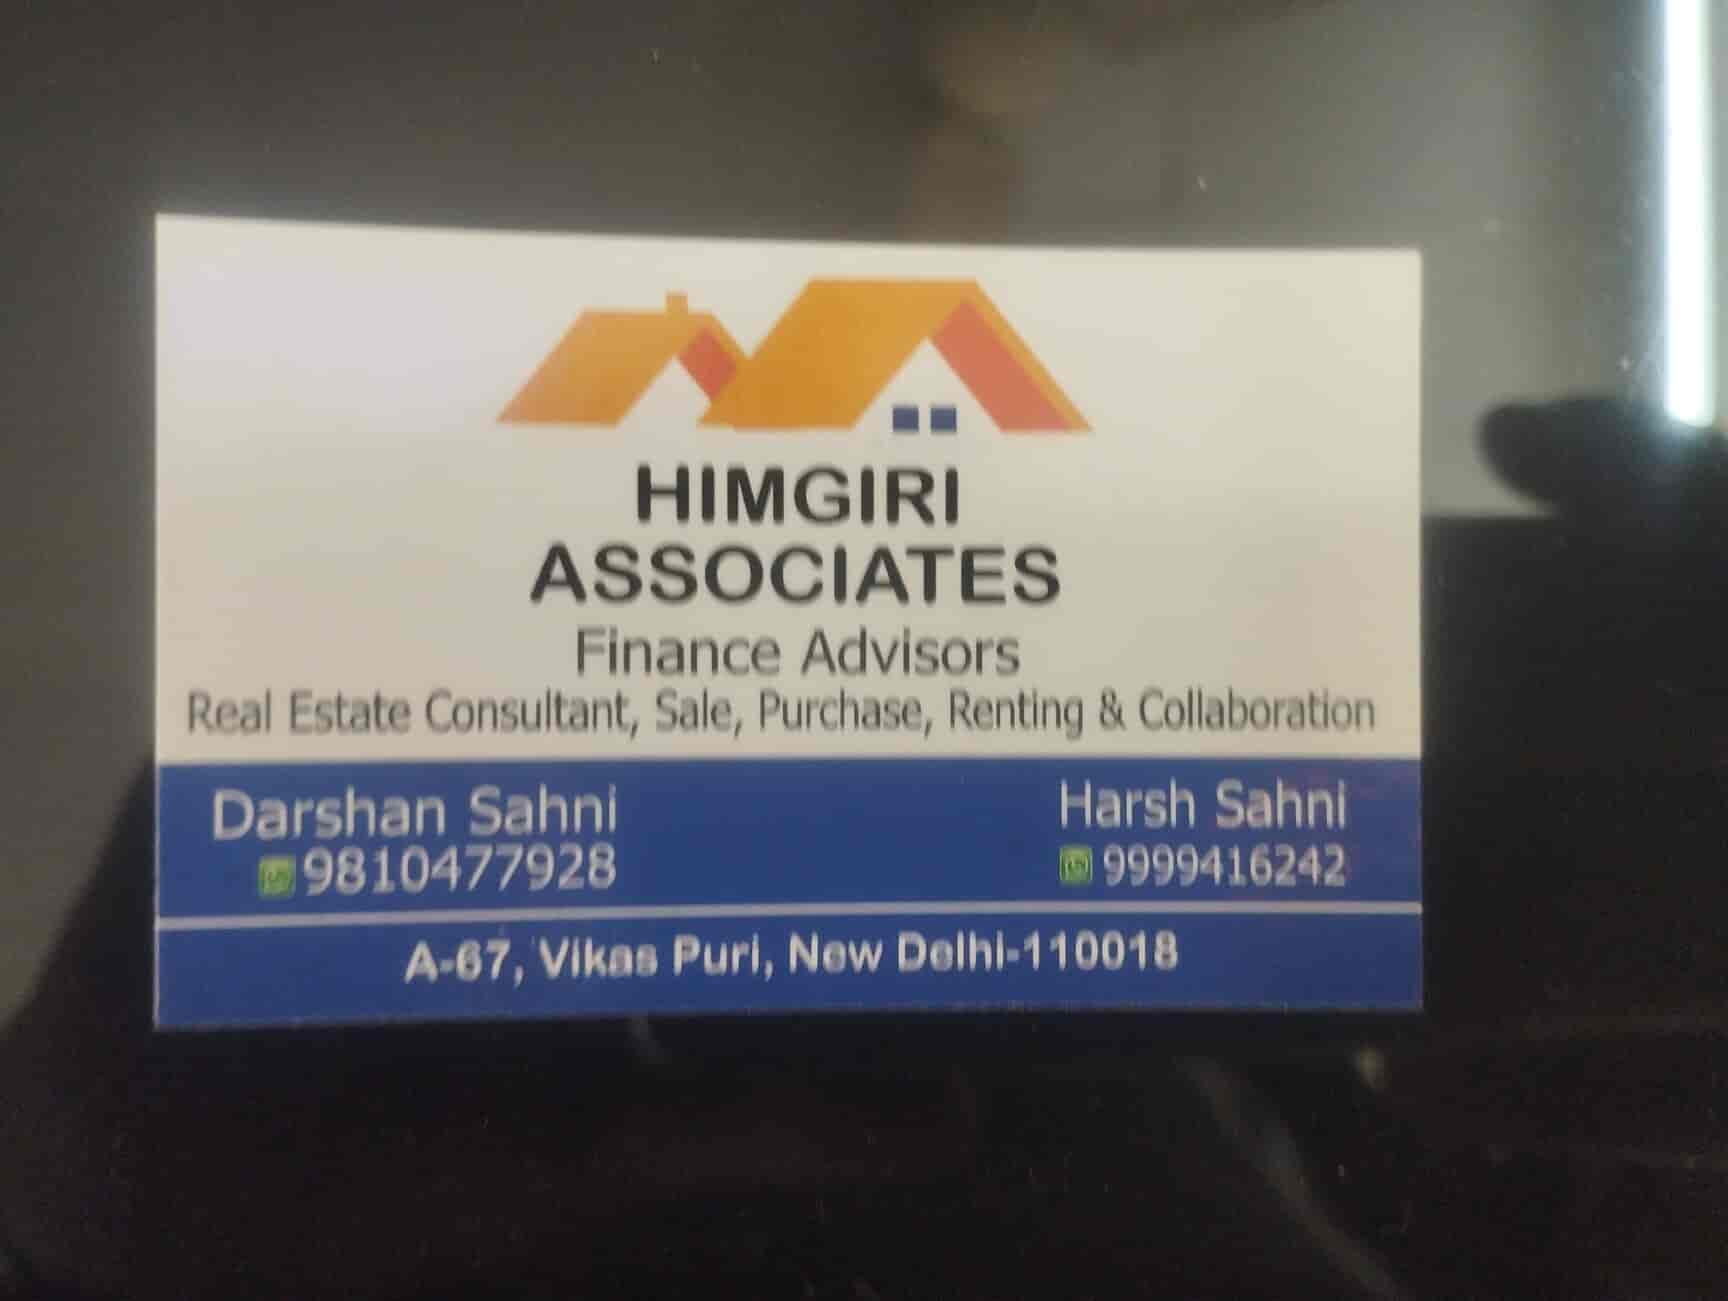 HIMGIRI
ASSOCIATES
Finance Advisors
Real Estate Consultant, Sale, Purchase, Renting & Collaboration
Darshan Sahni
9810477928
Harsh Sahni
9999416242
A-67, Vikas Puri, New Delhi-110018